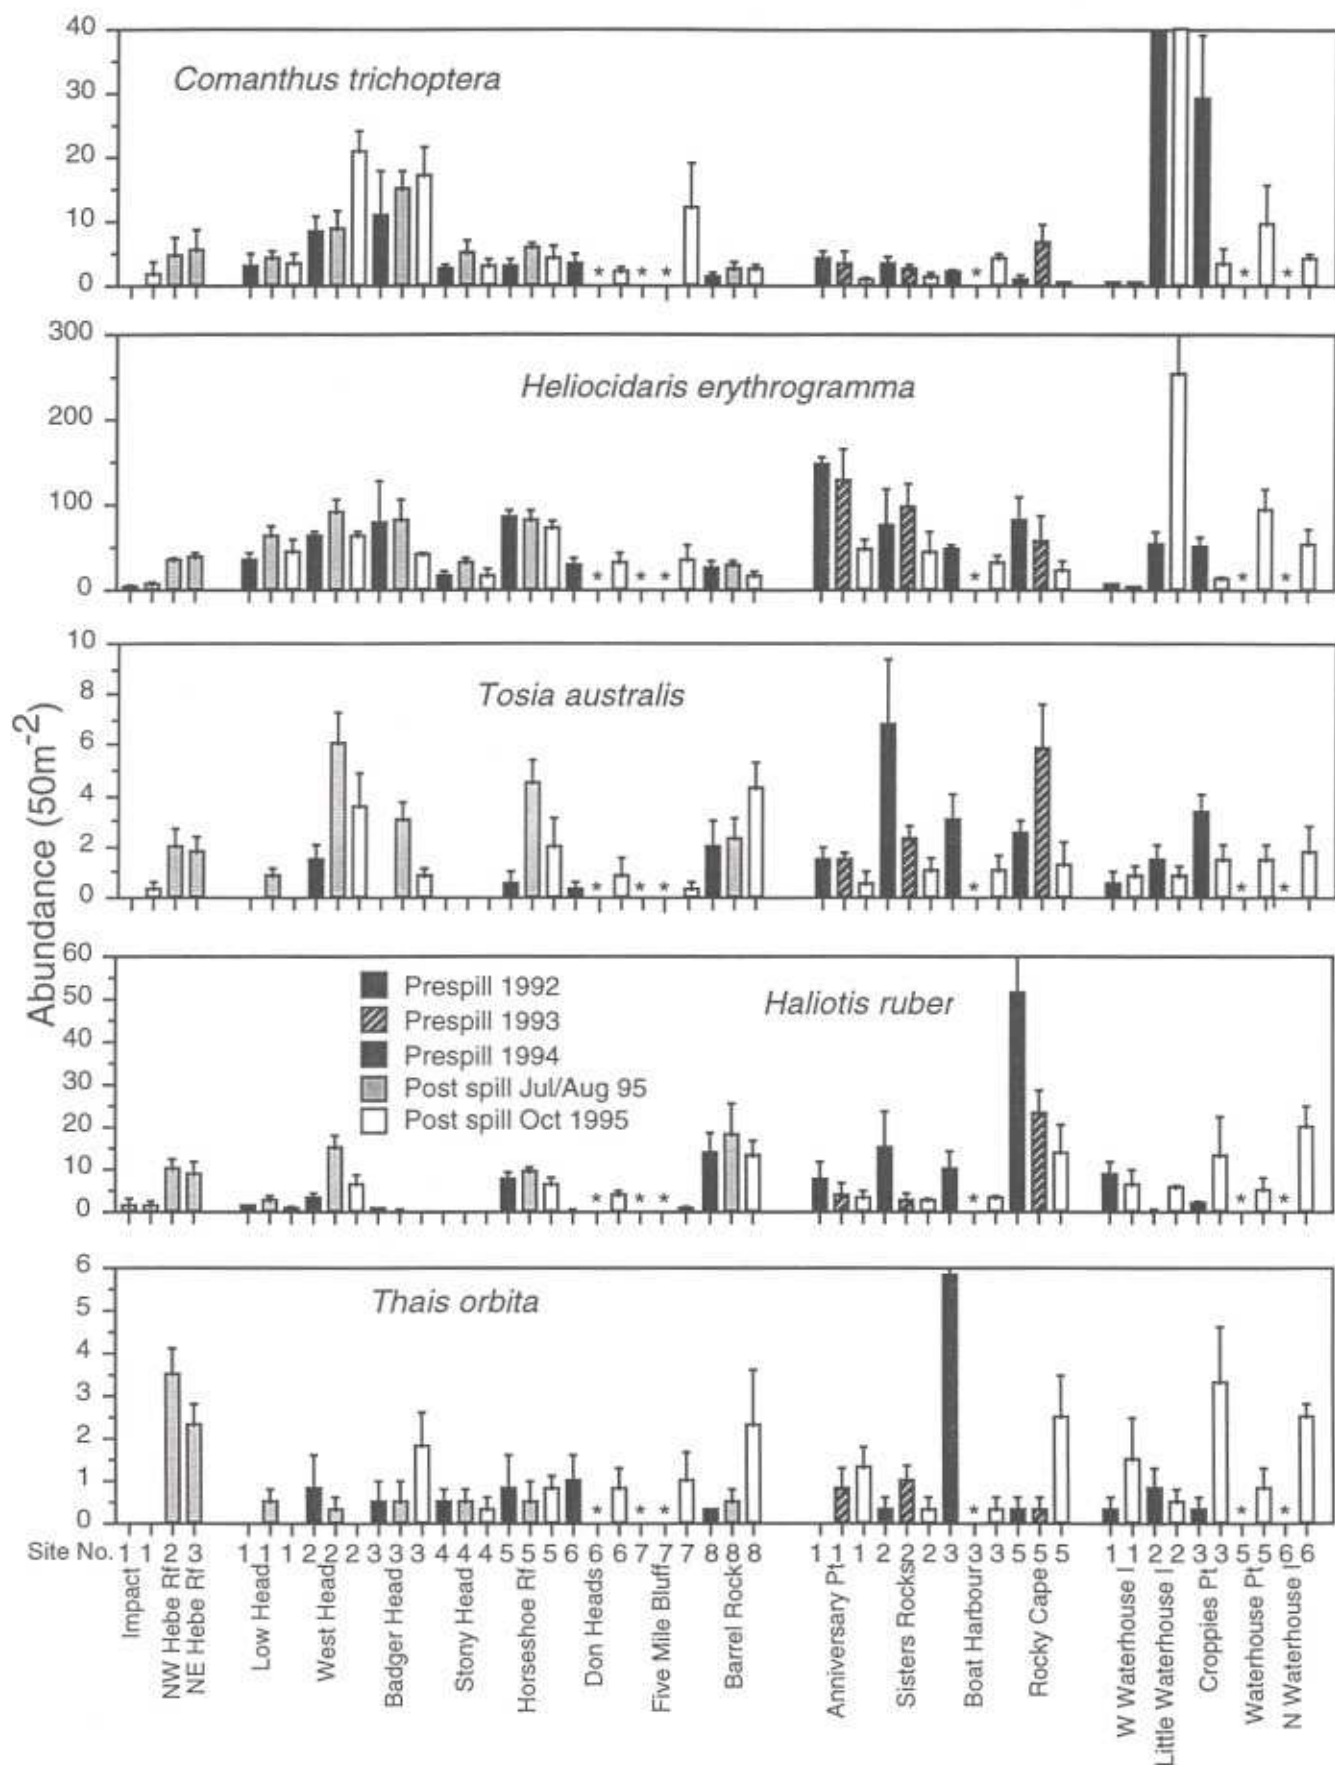 40
Comanthus trichoptera
30
20
10
* * * * * *
0
300
Heliocidaris erythrogramma
200
100
* * * * * *
0
10
Tosia australis
8
6
4
2
* * * * * *
0
Abundance (50m-2)
60
Prespill 1992
Haliotis ruber
50
Prespill 1993
40
Prespill 1994
30
Post spill Jul/Aug 95
20
Post spill Oct 1995
10
* * * * * *
0
6
Thais orbita
5
4
3
2
1
* * * * * *
0
Site No. 1 1 2 3 1 1 1 2 2 2 3 3 3 4 4 4 5 5 5 6 6 6 7 7 7 8 8 8 1 1 1 2 2 2 3 3 3 5 5 5 1 1 2 2 3 3 5 5 6 6
Impact
NW Hebe Rf
NE Hebe Rf
Low Head
West Head
Badger Head
Stony Head
Horseshoe Rf
Don Heads
Five Mile Bluff
Barrel Rock
Anniversary Pt
Sisters Rocks
Boat Harbour
Rocky Cape
W Waterhouse I
Little Waterhouse I
Croppies Pt
Waterhouse Pt
N Waterhouse I